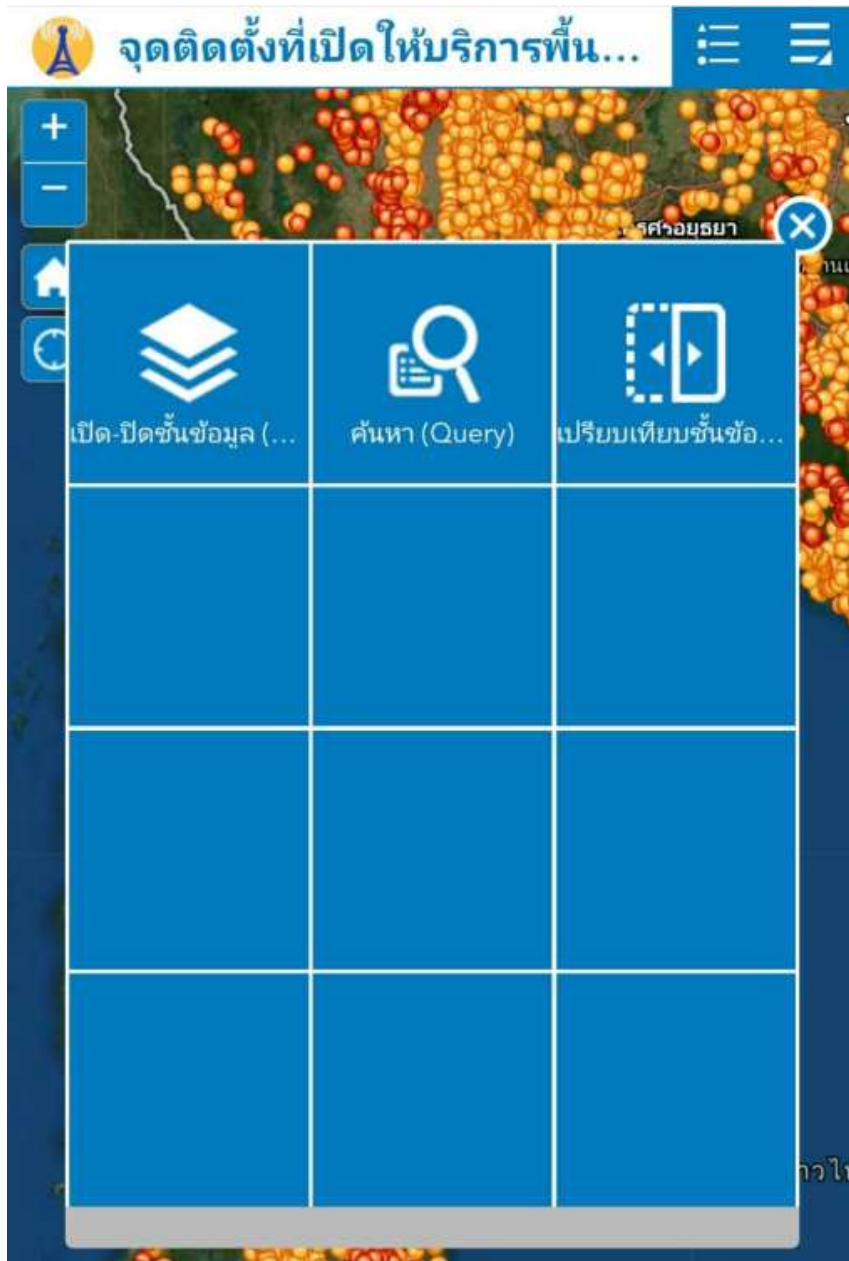 จุดติดตั้งที่เปิดให้บริการพื้น...
+
−
เปิด-ปิดชั้นข้อมูล (...
ค้นหา (Query)
เปรียบเทียบชั้นข้อ...